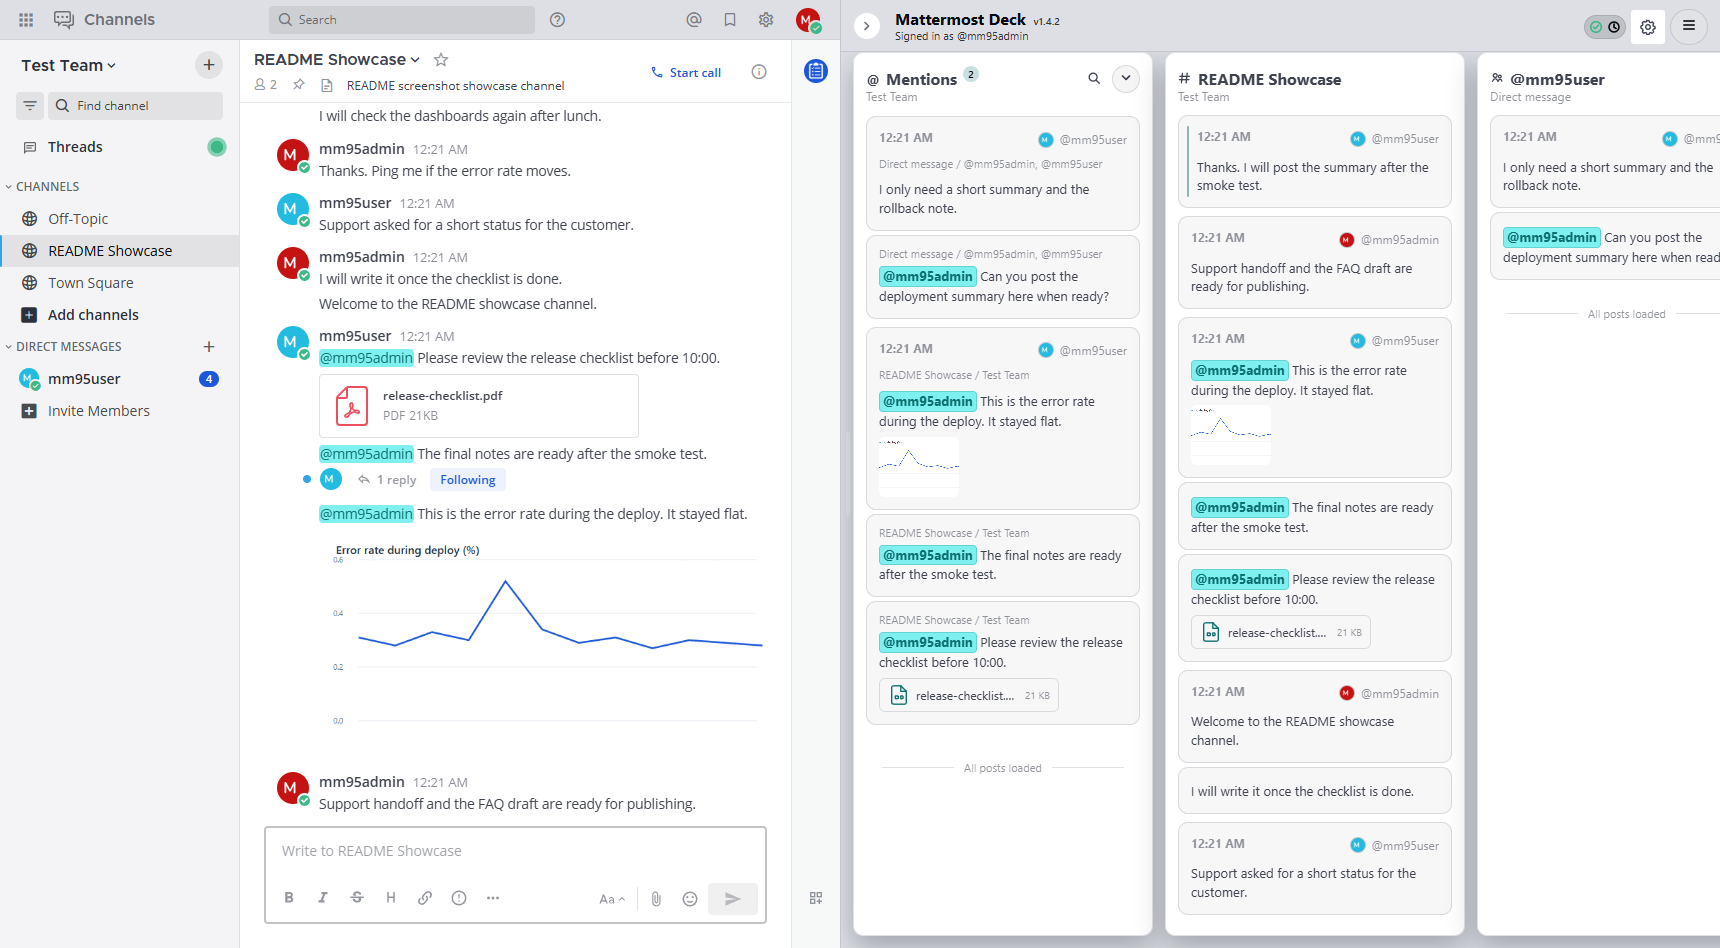 Channels
Search
Test Team
Find channel
Threads
CHANNELS
Off-Topic
README Showcase
Town Square
Add channels
DIRECT MESSAGES
mm95user
4
Invite Members
README Showcase
2
README screenshot showcase channel
Start call
I will check the dashboards again after lunch.
mm95admin 12:21 AM
Thanks. Ping me if the error rate moves.
mm95user 12:21 AM
Support asked for a short status for the customer.
mm95admin 12:21 AM
I will write it once the checklist is done.
Welcome to the README showcase channel.
mm95user 12:21 AM
@mm95admin Please review the release checklist before 10:00.
release-checklist.pdf
PDF 21KB
@mm95admin The final notes are ready after the smoke test.
M 1 reply Following
@mm95admin This is the error rate during the deploy. It stayed flat.
Error rate during deploy (%)
0.6
0.4
0.2
0.0
mm95admin 12:21 AM
Support handoff and the FAQ draft are ready for publishing.
Write to README Showcase
B I S H
Aa
Mattermost Deck v1.4.2
Signed in as @mm95admin
@ Mentions 2
Test Team
12:21 AM
M @mm95user
Direct message / @mm95admin, @mm95user
I only need a short summary and the
rollback note.
Direct message / @mm95admin, @mm95user
@mm95admin Can you post the
deployment summary here when ready?
12:21 AM
M @mm95user
README Showcase / Test Team
@mm95admin This is the error rate
during the deploy. It stayed flat.
README Showcase / Test Team
@mm95admin The final notes are ready
after the smoke test.
README Showcase / Test Team
@mm95admin Please review the release
checklist before 10:00.
release-checklist.... 21 KB
All posts loaded
# README Showcase
Test Team
12:21 AM
M @mm95user
Thanks. I will post the summary after the
smoke test.
12:21 AM
M @mm95admin
Support handoff and the FAQ draft are
ready for publishing.
12:21 AM
M @mm95user
@mm95admin This is the error rate
during the deploy. It stayed flat.
@mm95admin The final notes are ready
after the smoke test.
@mm95admin Please review the release
checklist before 10:00.
release-checklist.... 21 KB
12:21 AM
M @mm95admin
Welcome to the README showcase
channel.
I will write it once the checklist is done.
12:21 AM
M @mm95user
Support asked for a short status for the
customer.
@mm95user
Direct message
12:21 AM
M @mm9
I only need a short summary and the
rollback note.
@mm95admin Can you post the
deployment summary here when read
All posts loaded